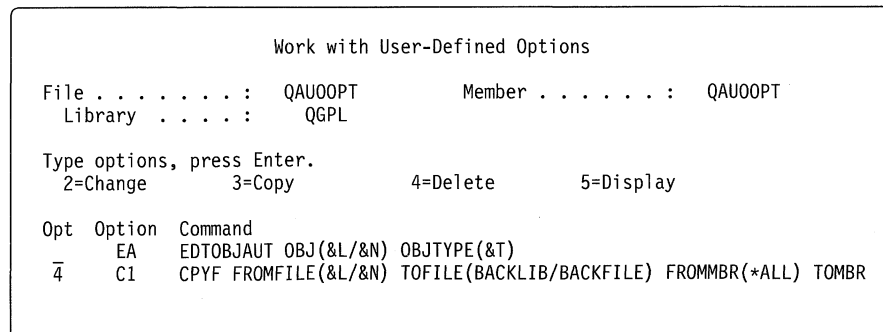 Work with User-Defined Options
File . . . . . . . : QAUOOPT Member . . . . . . : QAUOOPT
Library . . . . : QGPL
Type options, press Enter.
2=Change 3=Copy 4=Delete 5=Display
Opt Option Command
_ EA EDTOBJAUT OBJ(&L/&N) OBJTYPE(&T)
4 C1 CPYF FROMFILE(&L/&N) TOFILE(BACKLIB/BACKFILE) FROMMBR(*ALL) TOMBR